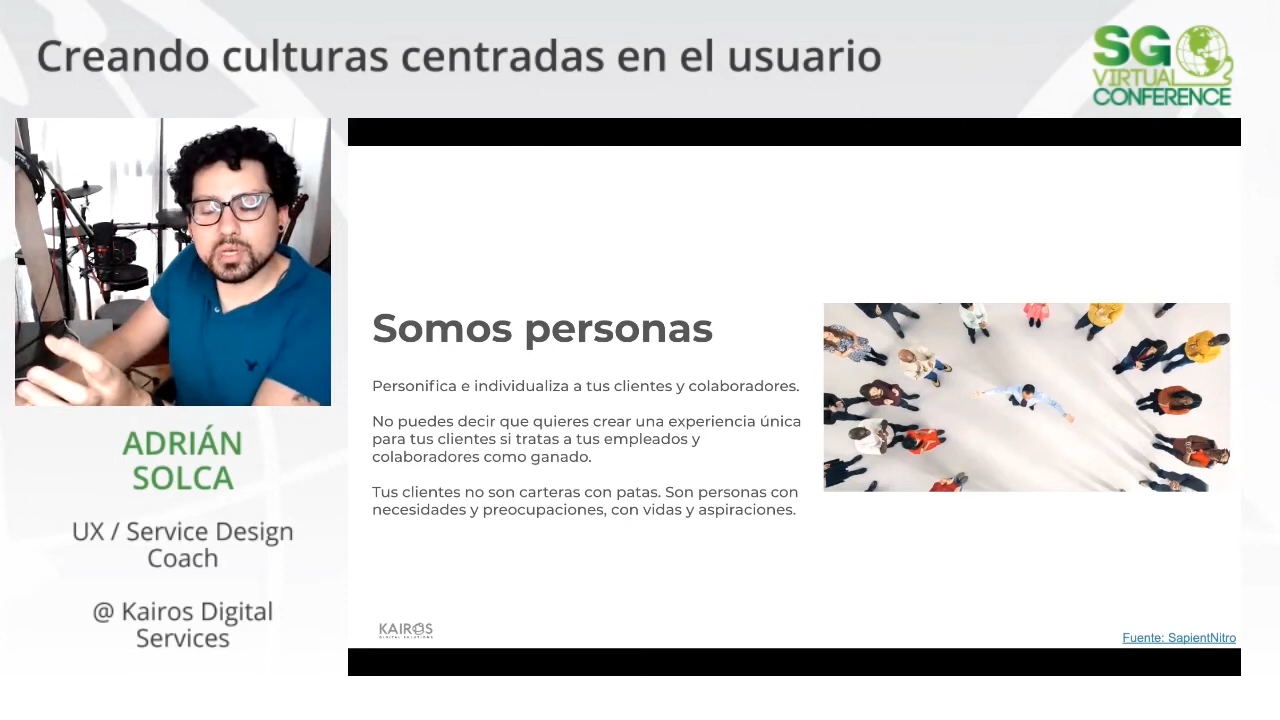 Creando culturas centradas en el usuario
SG
VIRTUAL
CONFERENCE
ADRIÁN
SOLCA
UX / Service Design
Coach
@ Kairos Digital
Services
Somos personas
Personifica e individualiza a tus clientes y colaboradores.
No puedes decir que quieres crear una experiencia única
para tus clientes si tratas a tus empleados y
colaboradores como ganado.
Tus clientes no son carteras con patas. Son personas con
necesidades y preocupaciones, con vidas y aspiraciones.
KAIROS
DIGITAL SOLUTIONS
Fuente: SapientNitro